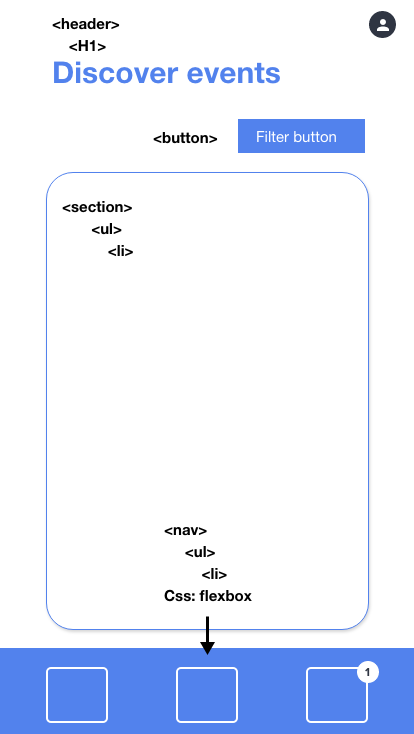 <header>
<H1>
Discover events
<button>
Filter button
<section>
<ul>
<li>
<nav>
<ul>
<li>
Css: flexbox
1